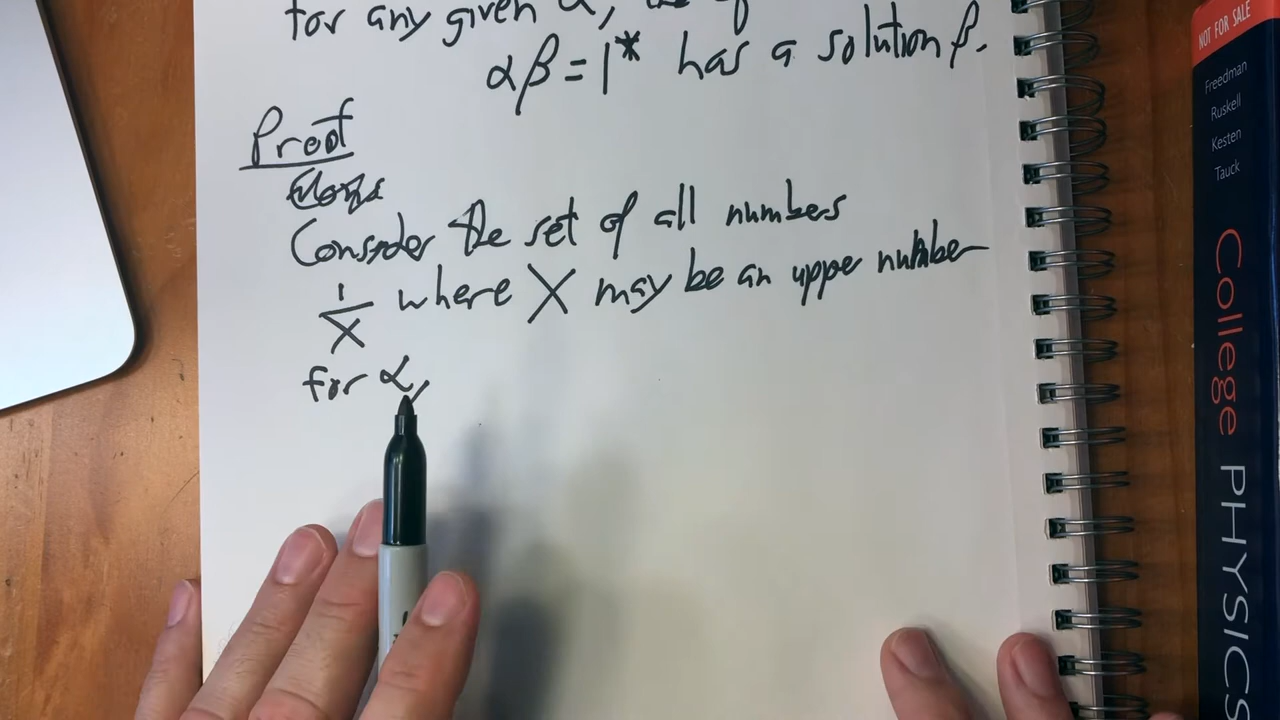 for any given α, the
αβ = 1* has a solution β.
Proof
Consider the set of all numbers
1/X where X may be an upper number
for α,
NOT FOR SALE
Freedman
Ruskell
Kesten
Tauck
College PHYSICS